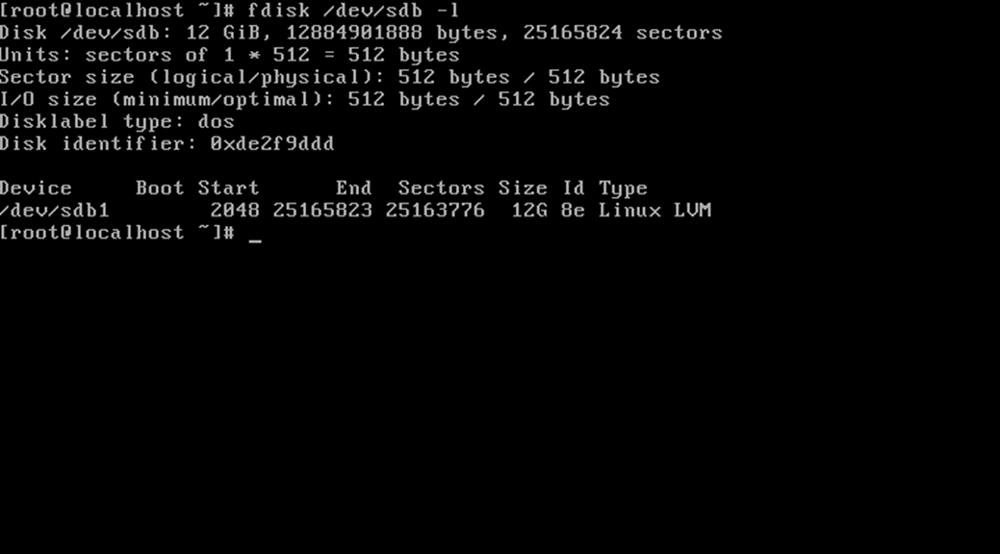 [root@localhost ~]# fdisk /dev/sdb -l
Disk /dev/sdb: 12 GiB, 12884901888 bytes, 25165824 sectors
Units: sectors of 1 * 512 = 512 bytes
Sector size (logical/physical): 512 bytes / 512 bytes
I/O size (minimum/optimal): 512 bytes / 512 bytes
Disklabel type: dos
Disk identifier: 0xde2f9ddd
Device     Boot Start      End  Sectors Size Id Type
/dev/sdb1        2048 25165823 25163776  12G 8e Linux LVM
[root@localhost ~]# _